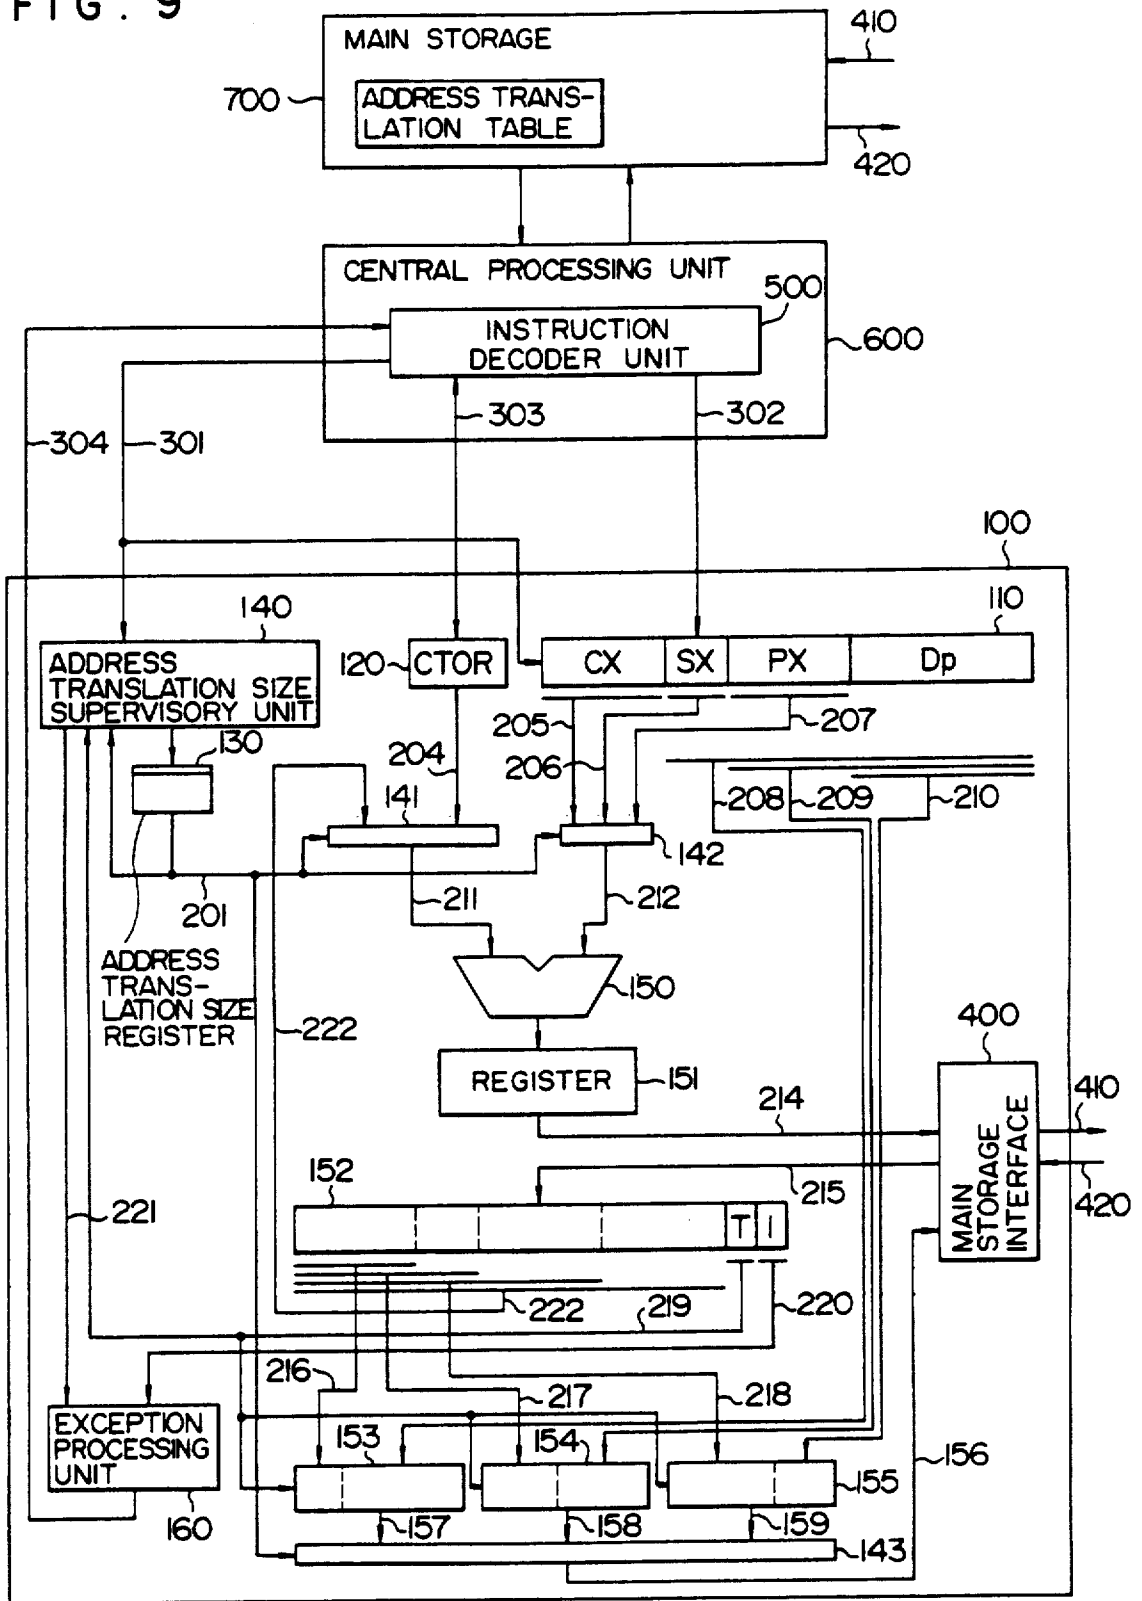 FIG. 9
MAIN STORAGE
410
700
ADDRESS TRANS-
LATION TABLE
420
CENTRAL PROCESSING UNIT
500
INSTRUCTION
DECODER UNIT
600
303
302
304
301
100
140
110
ADDRESS
TRANSLATION SIZE
SUPERVISORY UNIT
120
CTOR
CX
SX
PX
Dp
130
205
207
204
206
208
209
210
141
142
201
211
212
ADDRESS
TRANS-
LATION SIZE
REGISTER
150
222
400
REGISTER
151
410
214
MAIN
STORAGE
INTERFACE
152
215
420
221
T
I
222
219
220
216
217
218
EXCEPTION
PROCESSING
UNIT
153
154
155
156
160
157
158
159
143